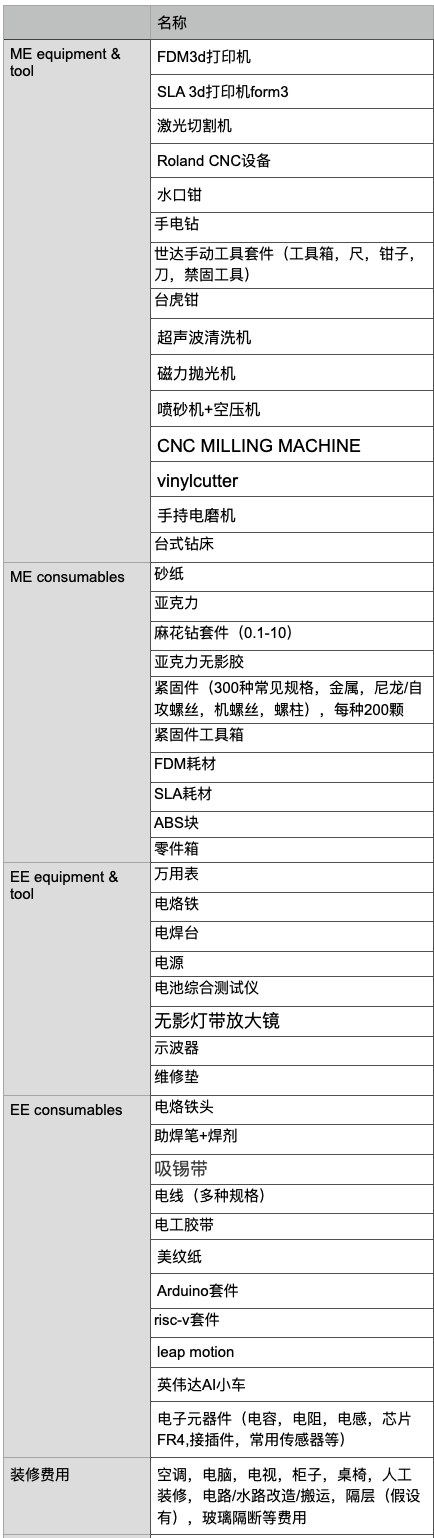 名称
ME equipment &
tool
FDM3d打印机
SLA 3d打印机form3
激光切割机
Roland CNC设备
水口钳
手电钻
世达手动工具套件（工具箱，尺，钳子，
刀，禁固工具）
台虎钳
超声波清洗机
磁力抛光机
喷砂机+空压机
CNC MILLING MACHINE
vinylcutter
手持电磨机
台式钻床
ME consumables
砂纸
亚克力
麻花钻套件（0.1-10）
亚克力无影胶
紧固件（300种常见规格，金属，尼龙/自
攻螺丝，机螺丝，螺柱），每种200颗
紧固件工具箱
FDM耗材
SLA耗材
ABS块
零件箱
EE equipment &
tool
万用表
电烙铁
电焊台
电源
电池综合测试仪
无影灯带放大镜
示波器
维修垫
EE consumables
电烙铁头
助焊笔+焊剂
吸锡带
电线（多种规格）
电工胶带
美纹纸
Arduino套件
risc-v套件
leap motion
英伟达AI小车
电子元器件（电容，电阻，电感，芯片
FR4,接插件，常用传感器等）
装修费用
空调，电脑，电视，柜子，桌椅，人工
装修，电路/水路改造/搬运，隔层（假设
有），玻璃隔断等费用